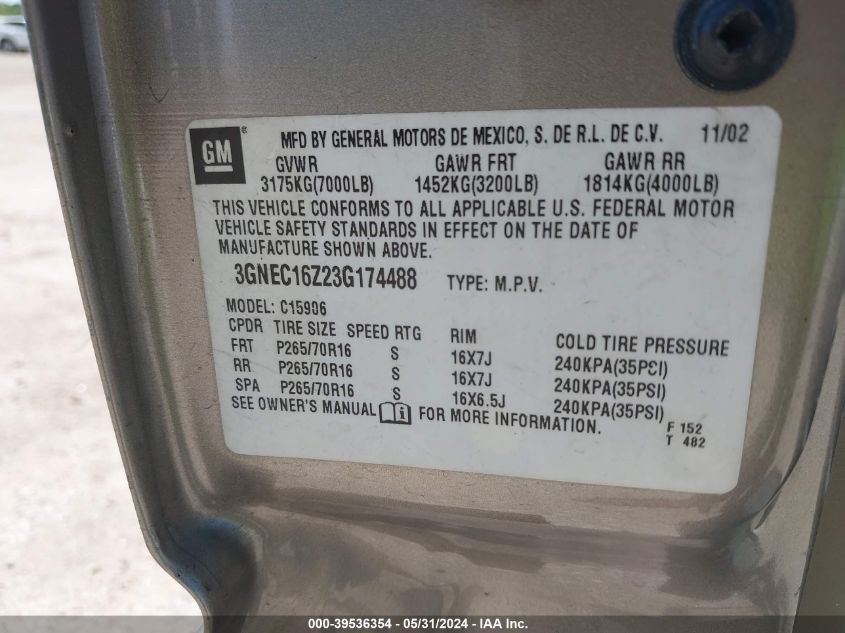 GM ® MFD BY GENERAL MOTORS DE MEXICO, S. DE R.L. DE C.V. 11/02
GVWR GAWR FRT GAWR RR
3175KG(7000LB) 1452KG(3200LB) 1814KG(4000LB)
THIS VEHICLE CONFORMS TO ALL APPLICABLE U.S. FEDERAL MOTOR
VEHICLE SAFETY STANDARDS IN EFFECT ON THE DATE OF
MANUFACTURE SHOWN ABOVE.
3GNEC16Z23G174488 TYPE: M.P.V.
MODEL: C15906
CPDR TIRE SIZE SPEED RTG RIM COLD TIRE PRESSURE
FRT P265/70R16 S 16X7J 240KPA(35PSI)
RR P265/70R16 S 16X7J 240KPA(35PSI)
SPA P265/70R16 S 16X6.5J 240KPA(35PSI)
SEE OWNER'S MANUAL i FOR MORE INFORMATION.
F 152
T 482
000-39536354 - 05/31/2024 - IAA Inc.